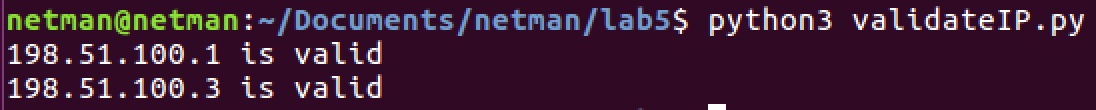 netman@netman:~/Documents/netman/lab5$ python3 validateIP.py
198.51.100.1 is valid
198.51.100.3 is valid